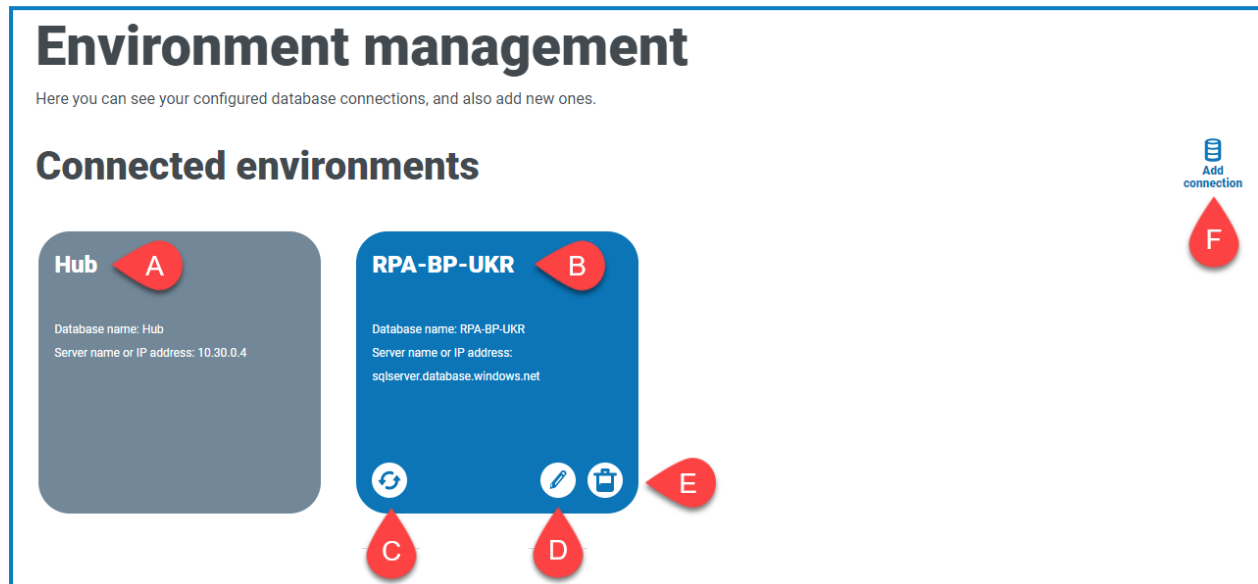 Environment management
Here you can see your configured database connections, and also add new ones.
Connected environments
Add
connection
F
Hub
A
Database name: Hub
Server name or IP address: 10.30.0.4
RPA-BP-UKR
B
Database name: RPA-BP-UKR
Server name or IP address:
sqlserver.database.windows.net
E
C
D